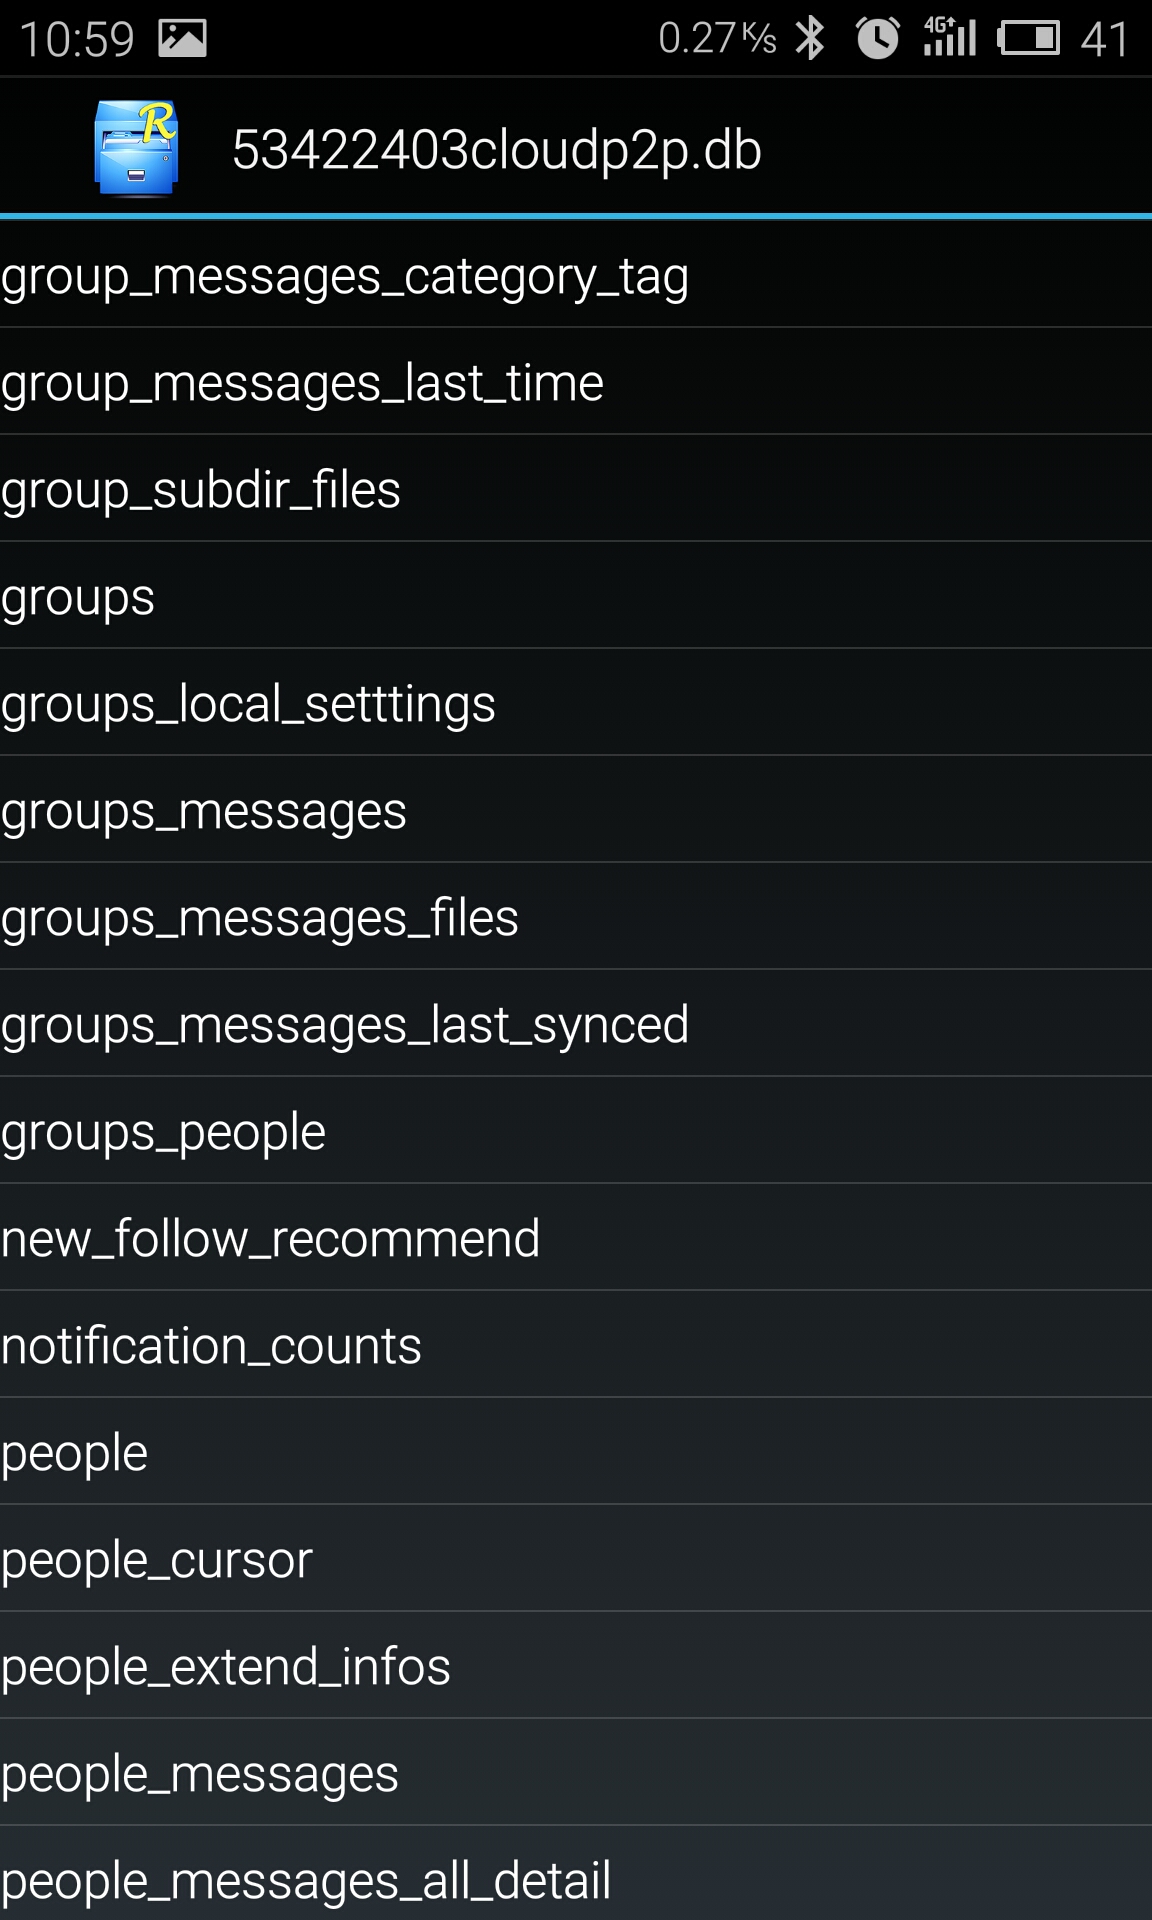 10:59 0.27 K/s 4G 41
R
53422403cloudp2p.db
group_messages_category_tag
group_messages_last_time
group_subdir_files
groups
groups_local_setttings
groups_messages
groups_messages_files
groups_messages_last_synced
groups_people
new_follow_recommend
notification_counts
people
people_cursor
people_extend_infos
people_messages
people_messages_all_detail